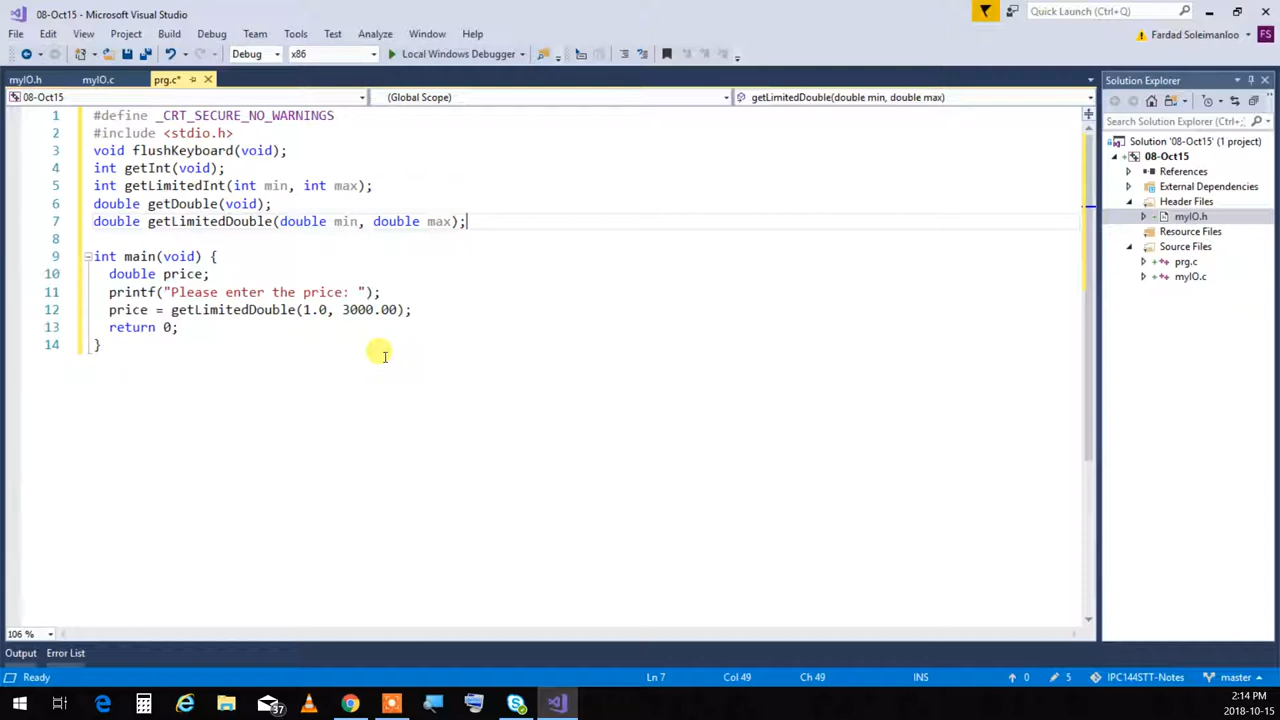 08-Oct15 - Microsoft Visual Studio
Quick Launch (Ctrl+Q)
File Edit View Project Build Debug Team Tools Test Analyze Window Help
Fardad Soleimanloo FS
Debug x86 Local Windows Debugger
myIO.h myIO.c prg.c*
Solution Explorer
08-Oct15 (Global Scope) getLimitedDouble(double min, double max)
Search Solution Explorer (Ctrl+;
Solution '08-Oct15' (1 project)
08-Oct15
References
External Dependencies
Header Files
myIO.h
Resource Files
Source Files
prg.c
myIO.c
1 #define _CRT_SECURE_NO_WARNINGS
2 #include <stdio.h>
3 void flushKeyboard(void);
4 int getInt(void);
5 int getLimitedInt(int min, int max);
6 double getDouble(void);
7 double getLimitedDouble(double min, double max);
8
9 int main(void) {
10 double price;
11 printf("Please enter the price: ");
12 price = getLimitedDouble(1.0, 3000.00);
13 return 0;
14 }
106 %
Output Error List
Ready Ln 7 Col 49 Ch 49 INS 0 5 IPC144STT-Notes master
37
2:14 PM
2018-10-15